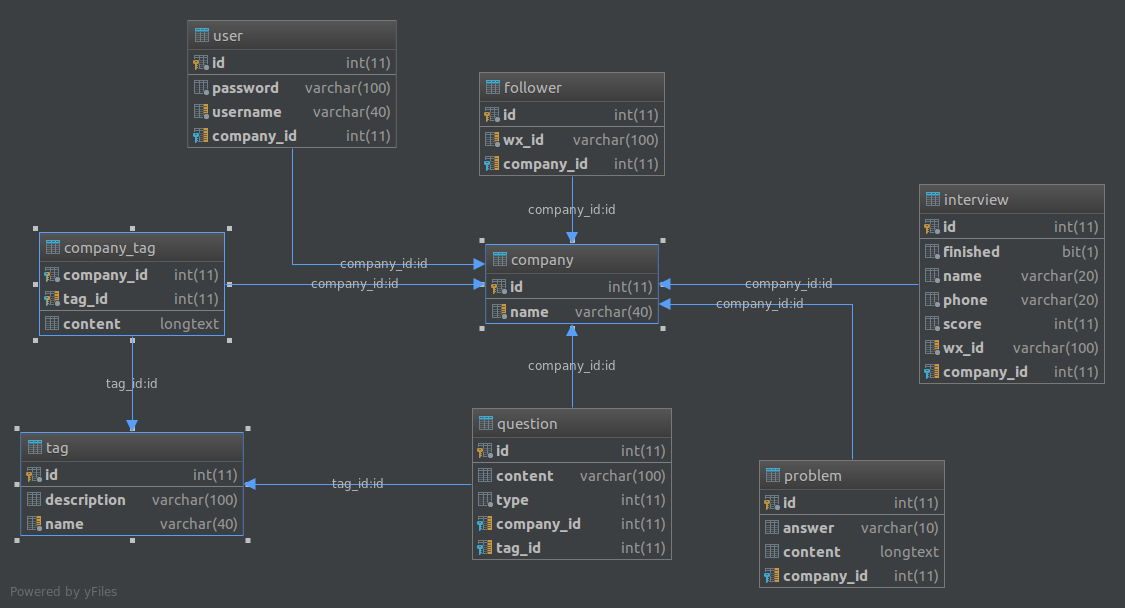 user
id int(11)
password varchar(100)
username varchar(40)
company_id int(11)
follower
id int(11)
wx_id varchar(100)
company_id int(11)
company_id:id
interview
id int(11)
finished bit(1)
name varchar(20)
phone varchar(20)
score int(11)
wx_id varchar(100)
company_id int(11)
company_tag
company_id int(11)
tag_id int(11)
content longtext
company_id:id
company_id:id
company
id int(11)
name varchar(40)
company_id:id
company_id:id
company_id:id
tag_id:id
tag
id int(11)
description varchar(100)
name varchar(40)
tag_id:id
question
id int(11)
content varchar(100)
type int(11)
company_id int(11)
tag_id int(11)
problem
id int(11)
answer varchar(10)
content longtext
company_id int(11)
Powered by yFiles